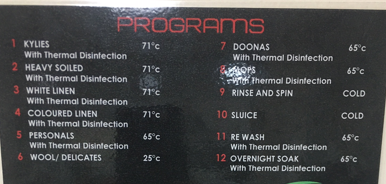 PROGRAMS
1 KYLIES 71°c
With Thermal Disinfection
2 HEAVY SOILED 71°c
With Thermal Disinfection
3 WHITE LINEN 71°c
With Thermal Disinfection
4 COLOURED LINEN 71°c
With Thermal Disinfection
5 PERSONALS 65°c
With Thermal Disinfection
6 WOOL/ DELICATES 25°c
7 DOONAS 65°c
With Thermal Disinfection
8 MOPS 65°c
With Thermal Disinfection
9 RINSE AND SPIN COLD
10 SLUICE COLD
11 RE WASH 65°c
With Thermal Disinfection
12 OVERNIGHT SOAK 65°c
With Thermal Disinfection